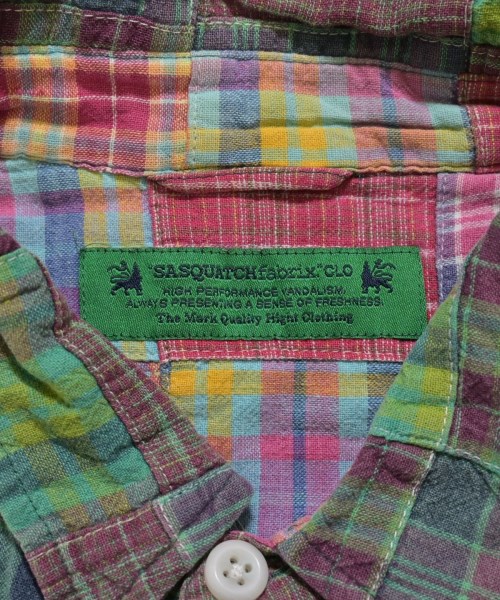 "SASQUATCHfabrix"CLO
HIGH PERFORMANCE VANDALISM.
ALWAYS PRESENTING A SENSE OF FRESHNESS.
The Mark Quality Hight Clothing